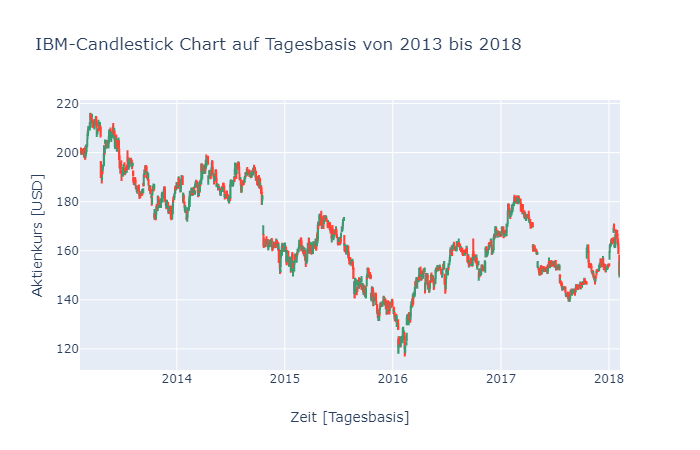 IBM-Candlestick Chart auf Tagesbasis von 2013 bis 2018
220
200
180
160
140
120
Aktienkurs [USD]
2014 2015 2016 2017 2018
Zeit [Tagesbasis]